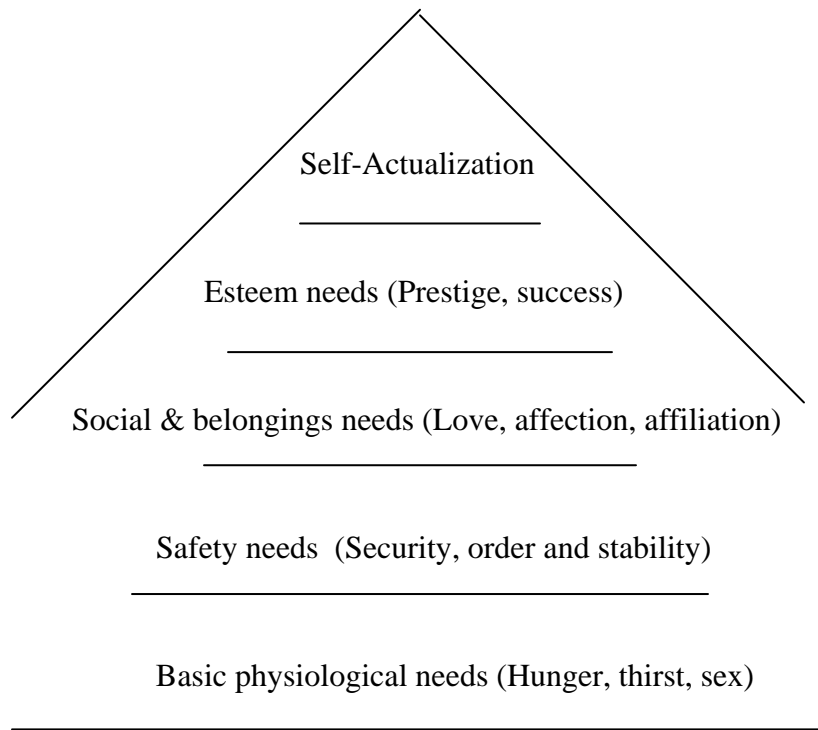 Self-Actualization
Esteem needs (Prestige, success)
Social & belongings needs (Love, affection, affiliation)
Safety needs  (Security, order and stability)
Basic physiological needs (Hunger, thirst, sex)